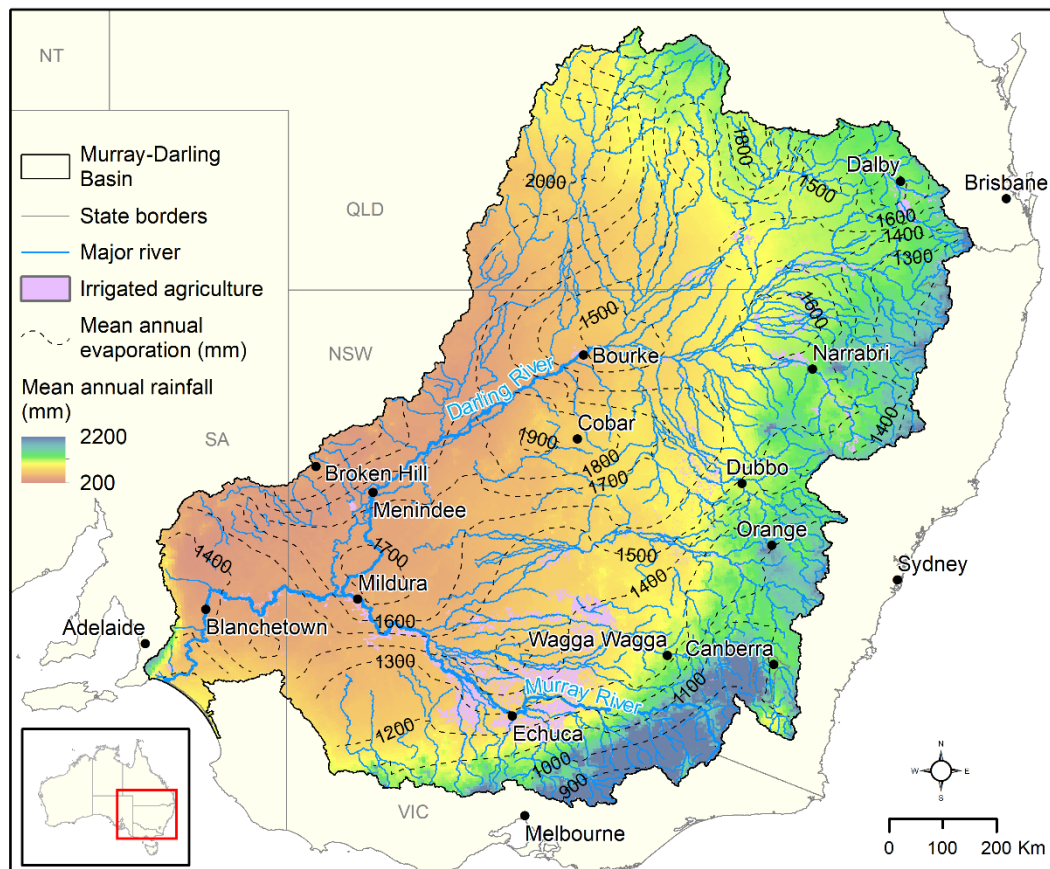 NT
Murray-Darling
Basin
State borders
Major river
Irrigated agriculture
Mean annual
evaporation (mm)
Mean annual rainfall
(mm)
2200
200
QLD
NSW
SA
VIC
2000
1800
1500
Dalby
Brisbane
1600
1400
1300
1500
1600
Bourke
Narrabri
Darling River
1900
Cobar
1400
1800
1700
Broken Hill
Dubbo
Menindee
Orange
1700
1500
1400
1400
Sydney
Mildura
Blanchetown
1600
Adelaide
Wagga Wagga
Canberra
1300
Murray River
1100
1200
Echuca
1000
900
Melbourne
N
W
E
S
0
100
200 Km